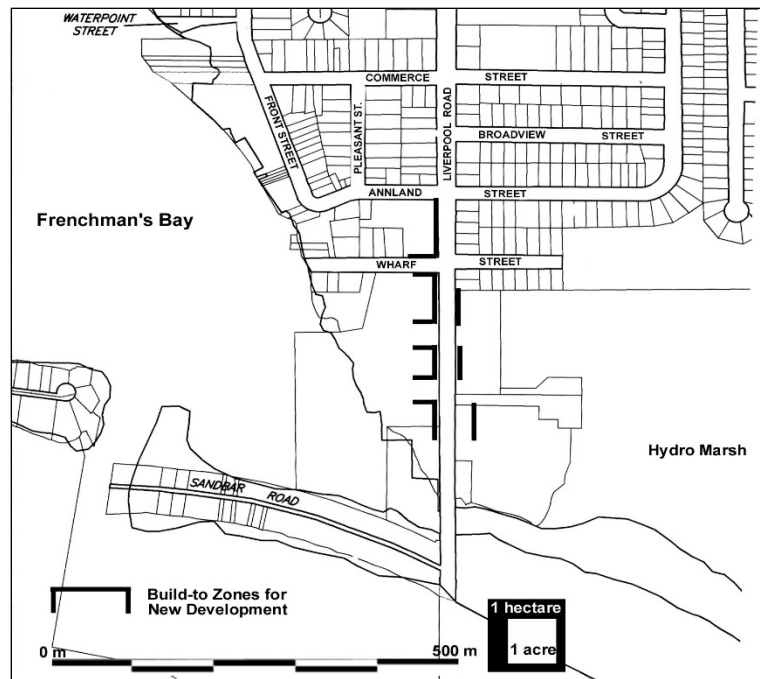 WATERPOINT
STREET
COMMERCE STREET
FRONT STREET
PLEASANT ST.
LIVERPOOL ROAD
BROADVIEW STREET
ANNLAND STREET
Frenchman's Bay
WHARF STREET
Hydro Marsh
SANDBAR ROAD
Build-to Zones for
New Development
1 hectare
0 m 500 m
1 acre